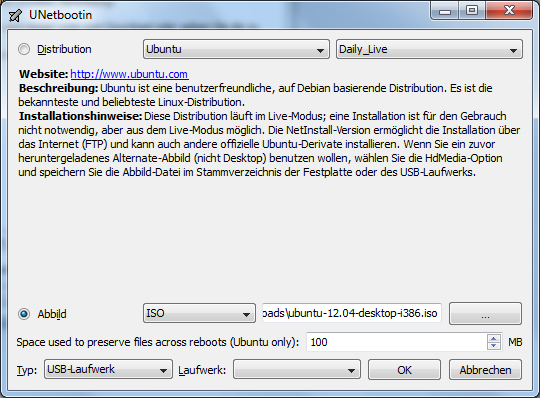 UNetbootin
Distribution Ubuntu Daily_Live
Website: http://www.ubuntu.com
Beschreibung: Ubuntu ist eine benutzerfreundliche, auf Debian basierende Distribution. Es ist die
bekannteste und beliebteste Linux-Distribution.
Installationshinweise: Diese Distribution läuft im Live-Modus; eine Installation ist für den Gebrauch
nicht notwendig, aber aus dem Live-Modus möglich. Die NetInstall-Version ermöglicht die Installation über
das Internet (FTP) und kann auch andere offizielle Ubuntu-Derivate installieren. Wenn Sie ein zuvor
heruntergeladenes Alternate-Abbild (nicht Desktop) benutzen wollen, wählen Sie die HdMedia-Option
und speichern Sie die Abbild-Datei im Stammverzeichnis der Festplatte oder des USB-Laufwerks.
Abbild ISO oads\ubuntu-12.04-desktop-i386.iso ...
Space used to preserve files across reboots (Ubuntu only): 100 MB
Typ: USB-Laufwerk Laufwerk: OK Abbrechen